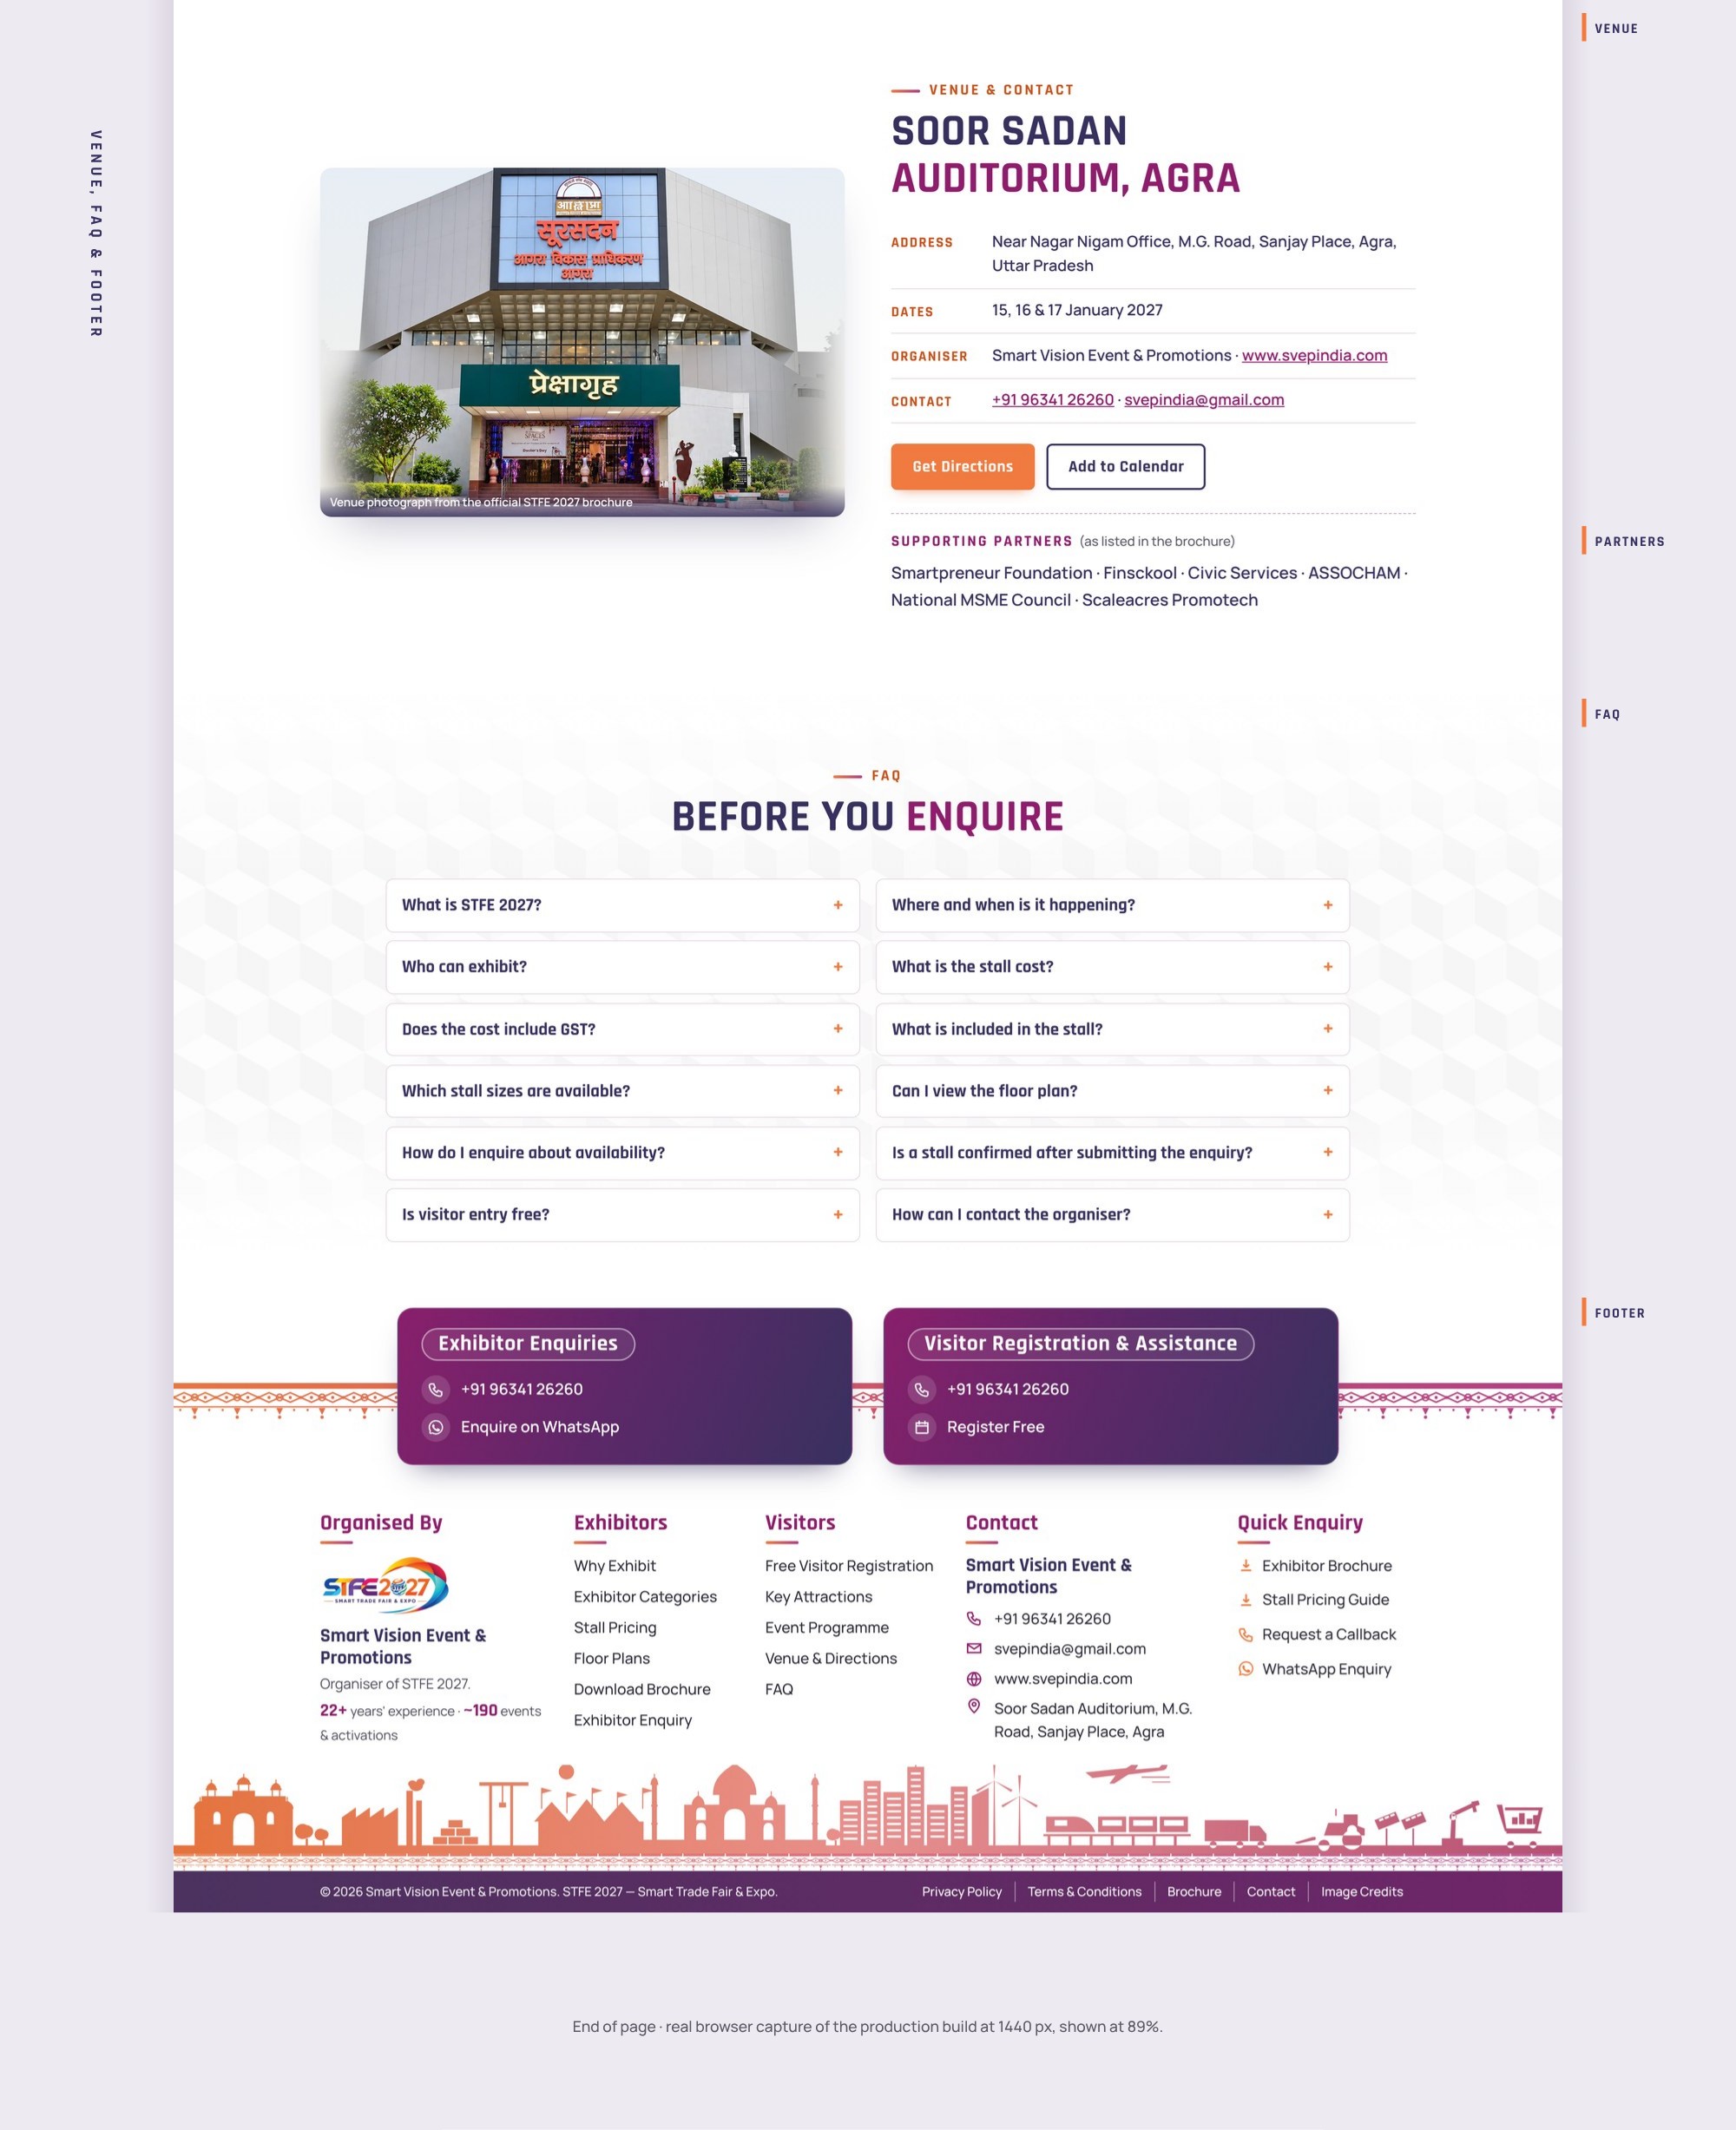 VENUE, FAQ & FOOTER
VENUE
VENUE & CONTACT
SOOR SADAN
AUDITORIUM, AGRA
सूरसदन
आगरा विकास प्राधिकरण
आगरा
प्रेक्षागृह
SPACES
Venue photograph from the official STFE 2027 brochure
ADDRESS Near Nagar Nigam Office, M.G. Road, Sanjay Place, Agra,
Uttar Pradesh
DATES 15, 16 & 17 January 2027
ORGANISER Smart Vision Event & Promotions · www.svepindia.com
CONTACT +91 96341 26260 · svepindia@gmail.com
Get Directions Add to Calendar
PARTNERS
SUPPORTING PARTNERS (as listed in the brochure)
Smartpreneur Foundation · Finsckool · Civic Services · ASSOCHAM ·
National MSME Council · Scaleacres Promotech
FAQ
FAQ
BEFORE YOU ENQUIRE
What is STFE 2027? +
Where and when is it happening? +
Who can exhibit? +
What is the stall cost? +
Does the cost include GST? +
What is included in the stall? +
Which stall sizes are available? +
Can I view the floor plan? +
How do I enquire about availability? +
Is a stall confirmed after submitting the enquiry? +
Is visitor entry free? +
How can I contact the organiser? +
FOOTER
Exhibitor Enquiries
+91 96341 26260
Enquire on WhatsApp
Visitor Registration & Assistance
+91 96341 26260
Register Free
Organised By
STFE2027
SMART TRADE FAIR & EXPO
Smart Vision Event &
Promotions
Organiser of STFE 2027.
22+ years' experience · ~190 events
& activations
Exhibitors
Why Exhibit
Exhibitor Categories
Stall Pricing
Floor Plans
Download Brochure
Exhibitor Enquiry
Visitors
Free Visitor Registration
Key Attractions
Event Programme
Venue & Directions
FAQ
Contact
Smart Vision Event &
Promotions
+91 96341 26260
svepindia@gmail.com
www.svepindia.com
Soor Sadan Auditorium, M.G.
Road, Sanjay Place, Agra
Quick Enquiry
Exhibitor Brochure
Stall Pricing Guide
Request a Callback
WhatsApp Enquiry
© 2026 Smart Vision Event & Promotions. STFE 2027 — Smart Trade Fair & Expo.
Privacy Policy Terms & Conditions Brochure Contact Image Credits
End of page · real browser capture of the production build at 1440 px, shown at 89%.